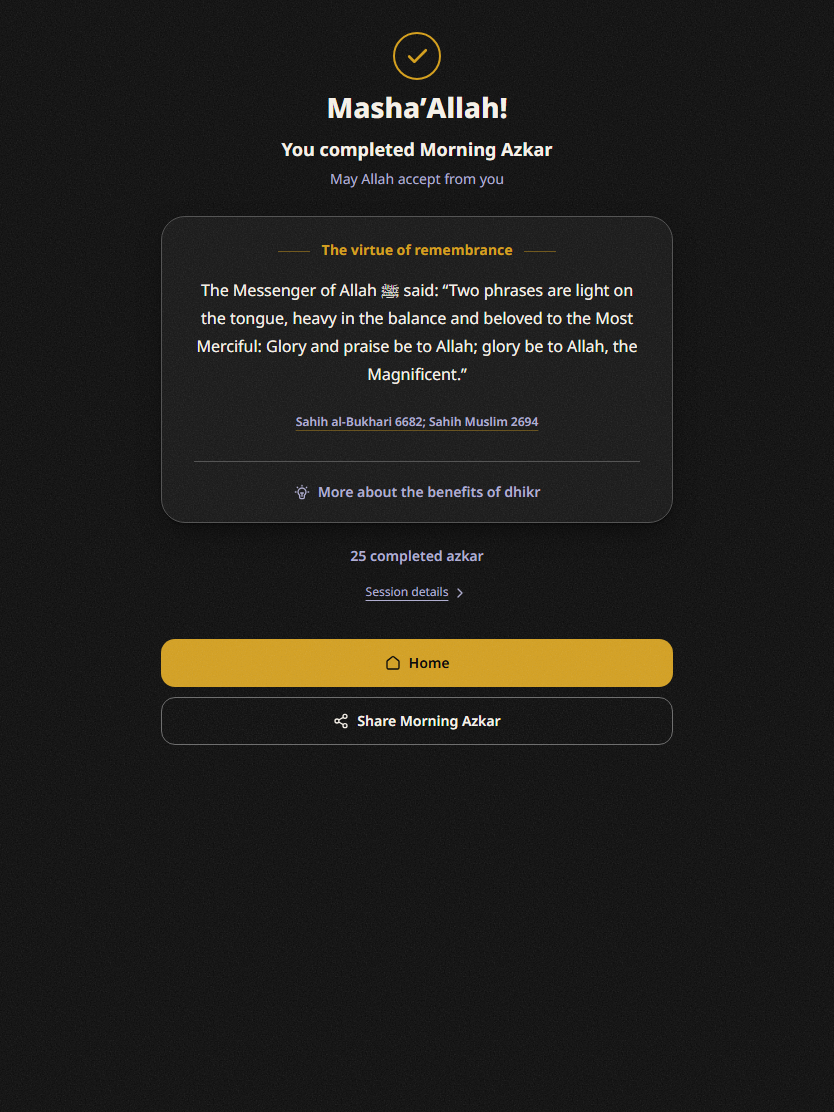 Masha’Allah!
You completed Morning Azkar
May Allah accept from you
The virtue of remembrance
The Messenger of Allah ﷺ said: “Two phrases are light on
the tongue, heavy in the balance and beloved to the Most
Merciful: Glory and praise be to Allah; glory be to Allah, the
Magnificent.”
Sahih al-Bukhari 6682; Sahih Muslim 2694
More about the benefits of dhikr
25 completed azkar
Session details
Home
Share Morning Azkar